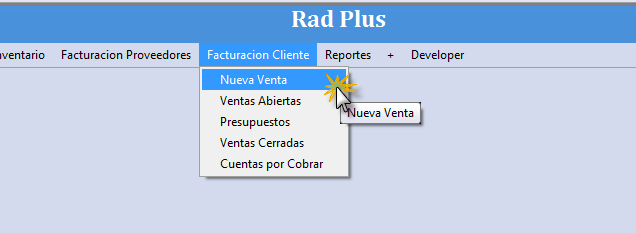 Rad Plus
nventario Facturacion Proveedores Facturacion Cliente Reportes + Developer
Nueva Venta
Ventas Abiertas
Nueva Venta
Presupuestos
Ventas Cerradas
Cuentas por Cobrar